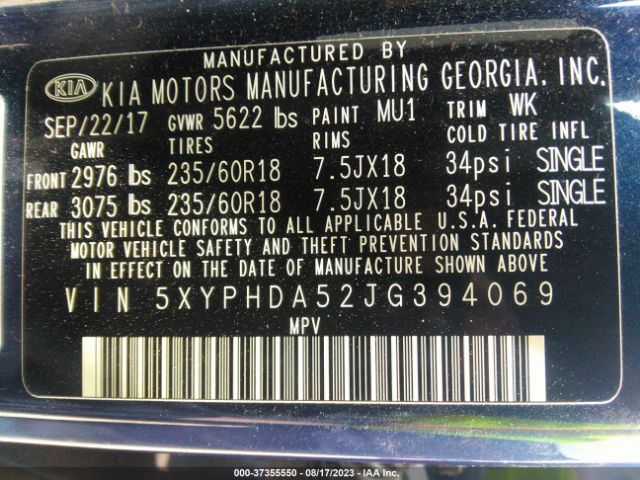 MANUFACTURED BY
KIA KIA MOTORS MANUFACTURING GEORGIA. INC.
SEP/22/17 GVWR 5622 lbs PAINT MU1 TRIM WK
GAWR TIRES RIMS COLD TIRE INFL
FRONT 2976 lbs 235/60R18 7.5JX18 34psi SINGLE
REAR 3075 lbs 235/60R18 7.5JX18 34psi SINGLE
THIS VEHICLE CONFORMS TO ALL APPLICABLE U.S.A. FEDERAL
MOTOR VEHICLE SAFETY AND THEFT PREVENTION STANDARDS
IN EFFECT ON THE DATE OF MANUFACTURE SHOWN ABOVE
VIN 5XYPHDA52JG394069
MPV
000-37355550 - 08/17/2023 - IAAI Copyright